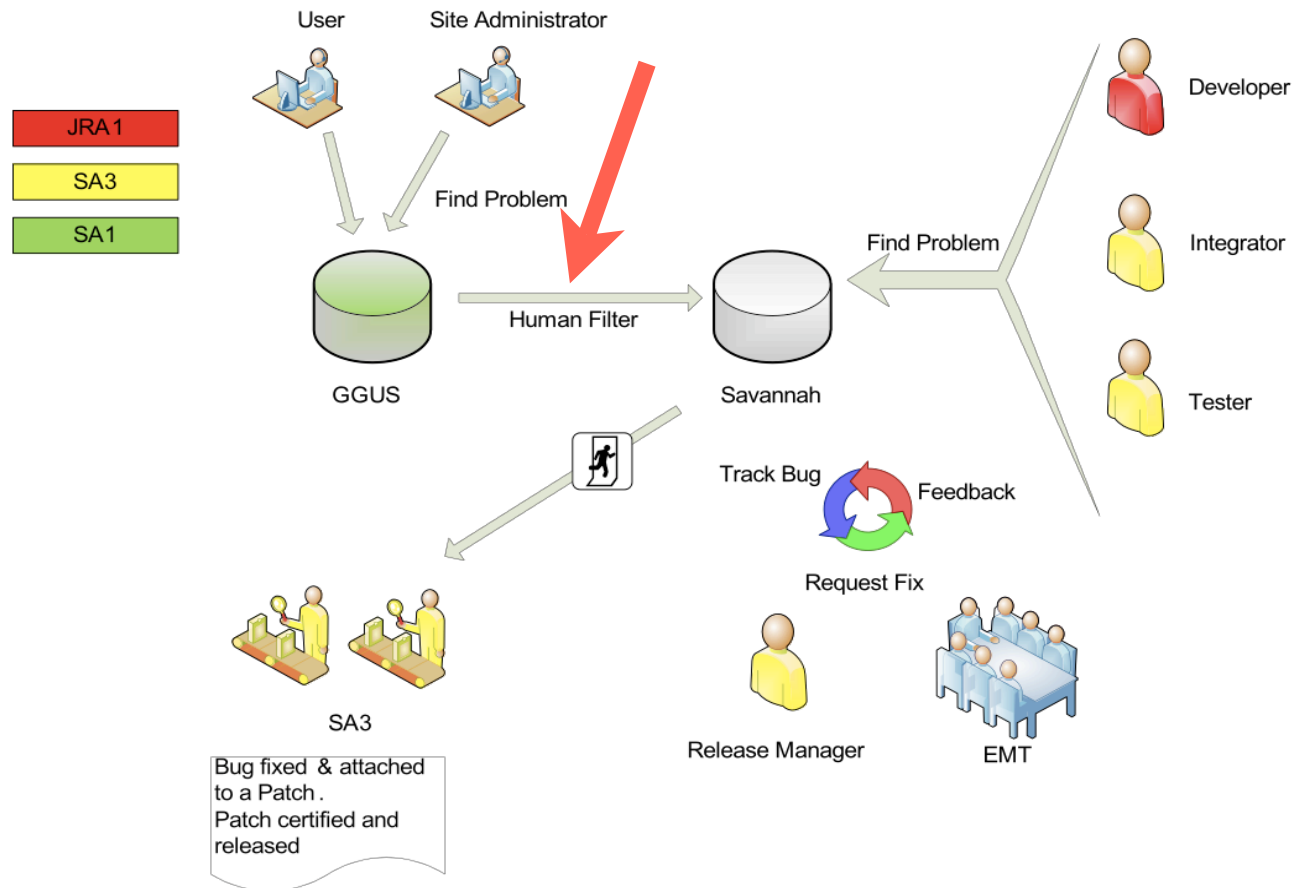 User
Site Administrator
Developer
JRA1
SA3
SA1
Find Problem
Find Problem
Integrator
Human Filter
GGUS
Savannah
Tester
Track Bug
Feedback
Request Fix
SA3
Release Manager
EMT
Bug fixed & attached
to a Patch .
Patch certified and
released